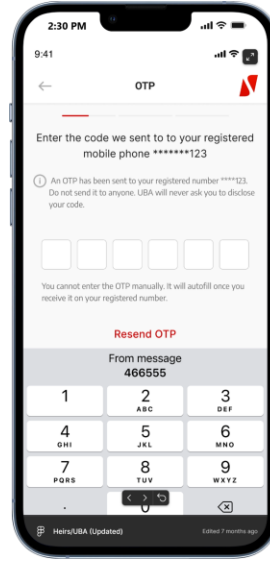 2:30 PM
9:41
OTP
Enter the code we sent to to your registered
mobile phone *******123
An OTP has been sent to your registered number ****123.
Do not send it to anyone. UBA will never ask you to disclose
your code.
You cannot enter the OTP manually. It will autofill once you
receive it on your registered number.
Resend OTP
From message
466555
1
2
ABC
3
DEF
4
GHI
5
JKL
6
MNO
7
PQRS
8
TUV
9
WXYZ
.
0
Heirs/UBA (Updated)
Edited 7 months ago